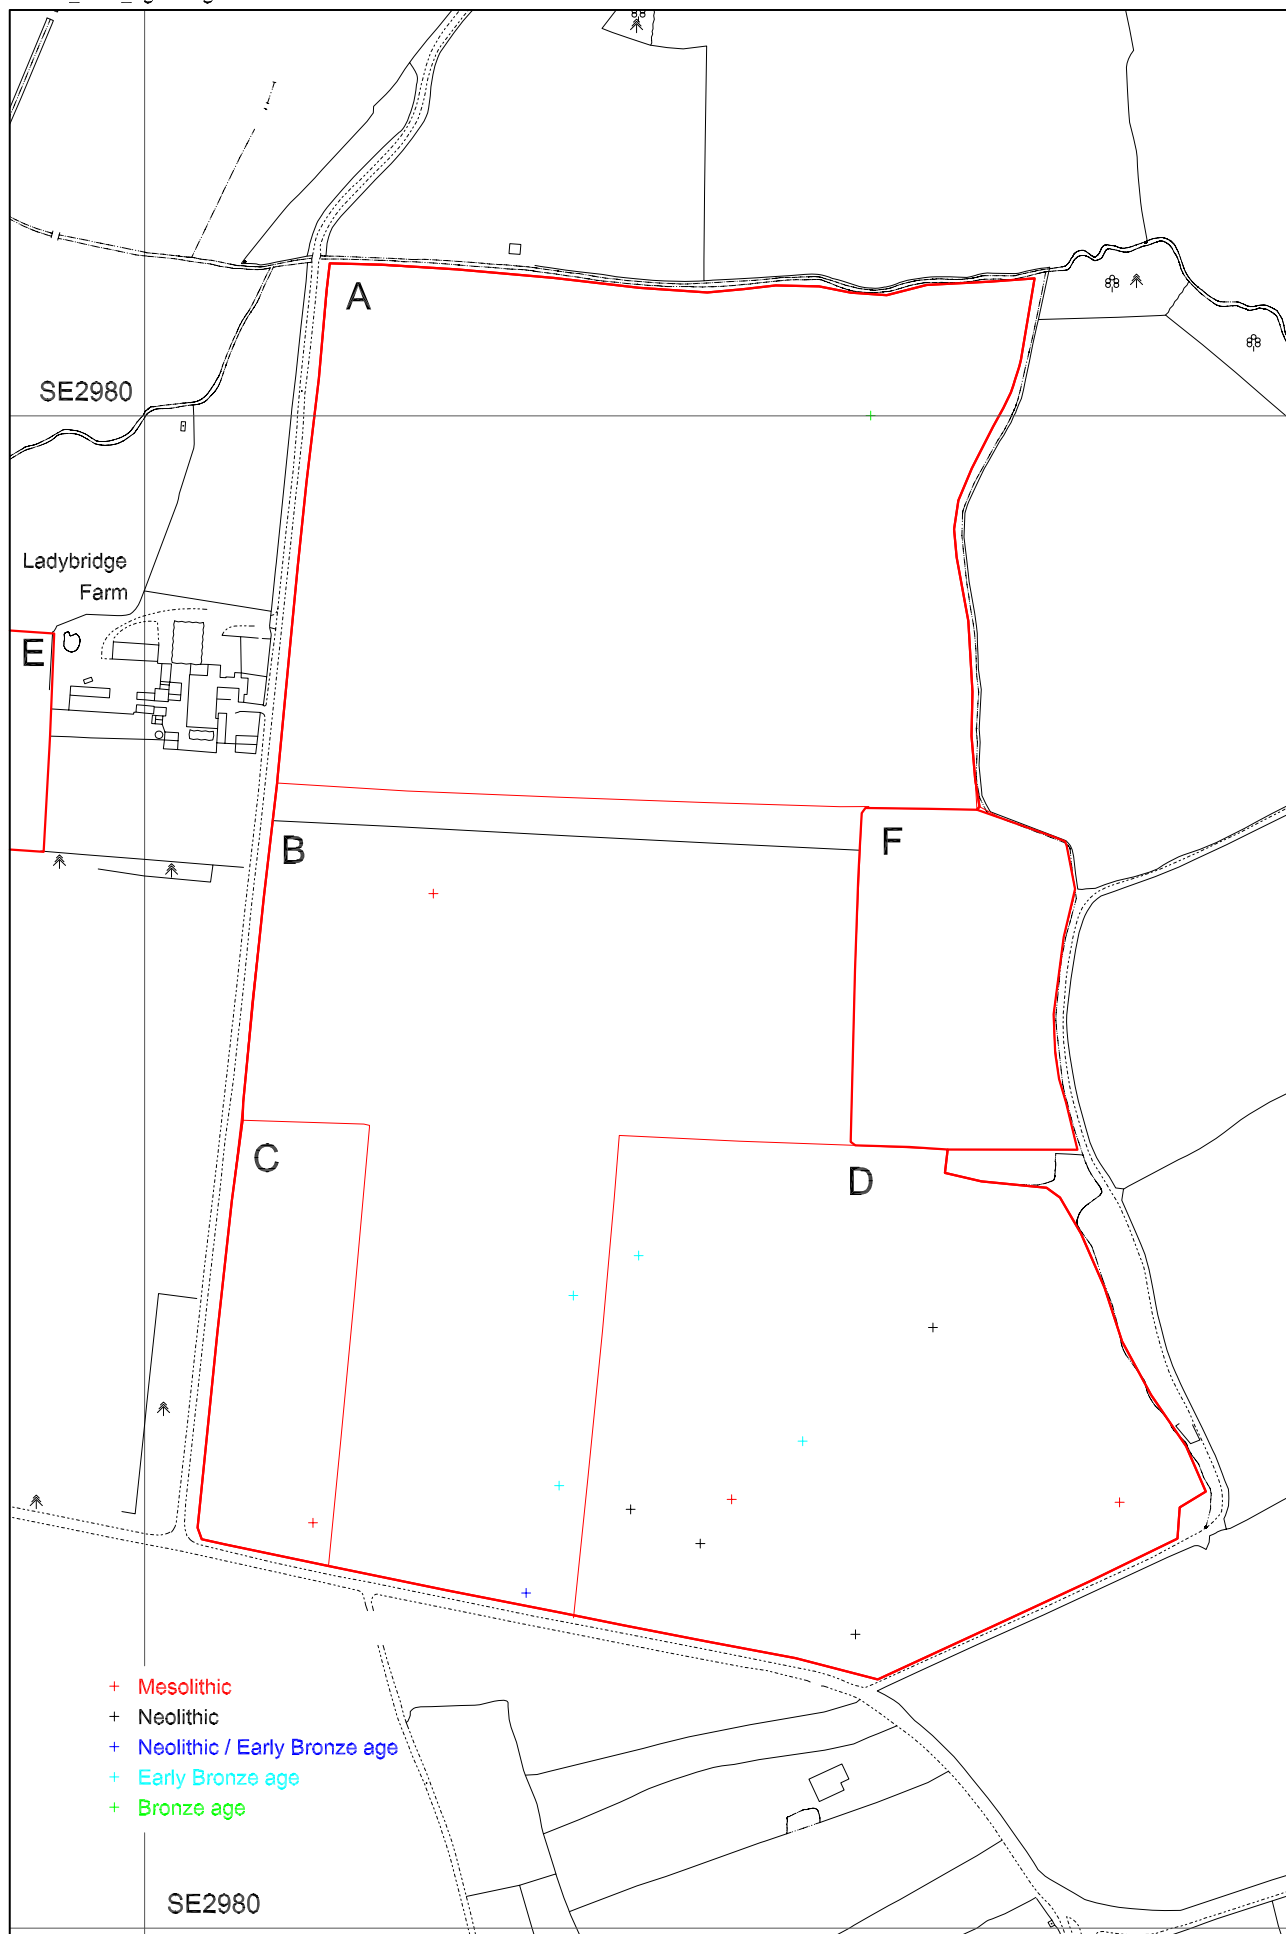 A
SE2980
Ladybridge
Farm
E
B
F
C
D
Mesolithic
Neolithic
Neolithic / Early Bronze age
Early Bronze age
Bronze age
SE2980